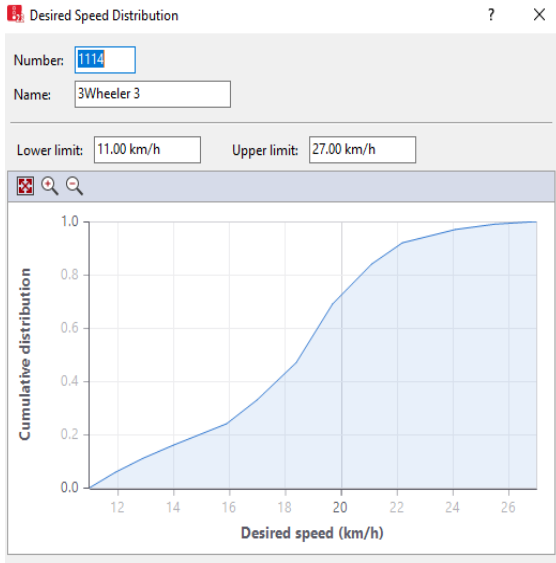 Desired Speed Distribution ?
Number: 1114
Name: 3Wheeler 3
Lower limit: 11.00 km/h Upper limit: 27.00 km/h
1.0
0.8
0.6
0.4
0.2
0.0
Cumulative distribution
12 14 16 18 20 22 24 26
Desired speed (km/h)